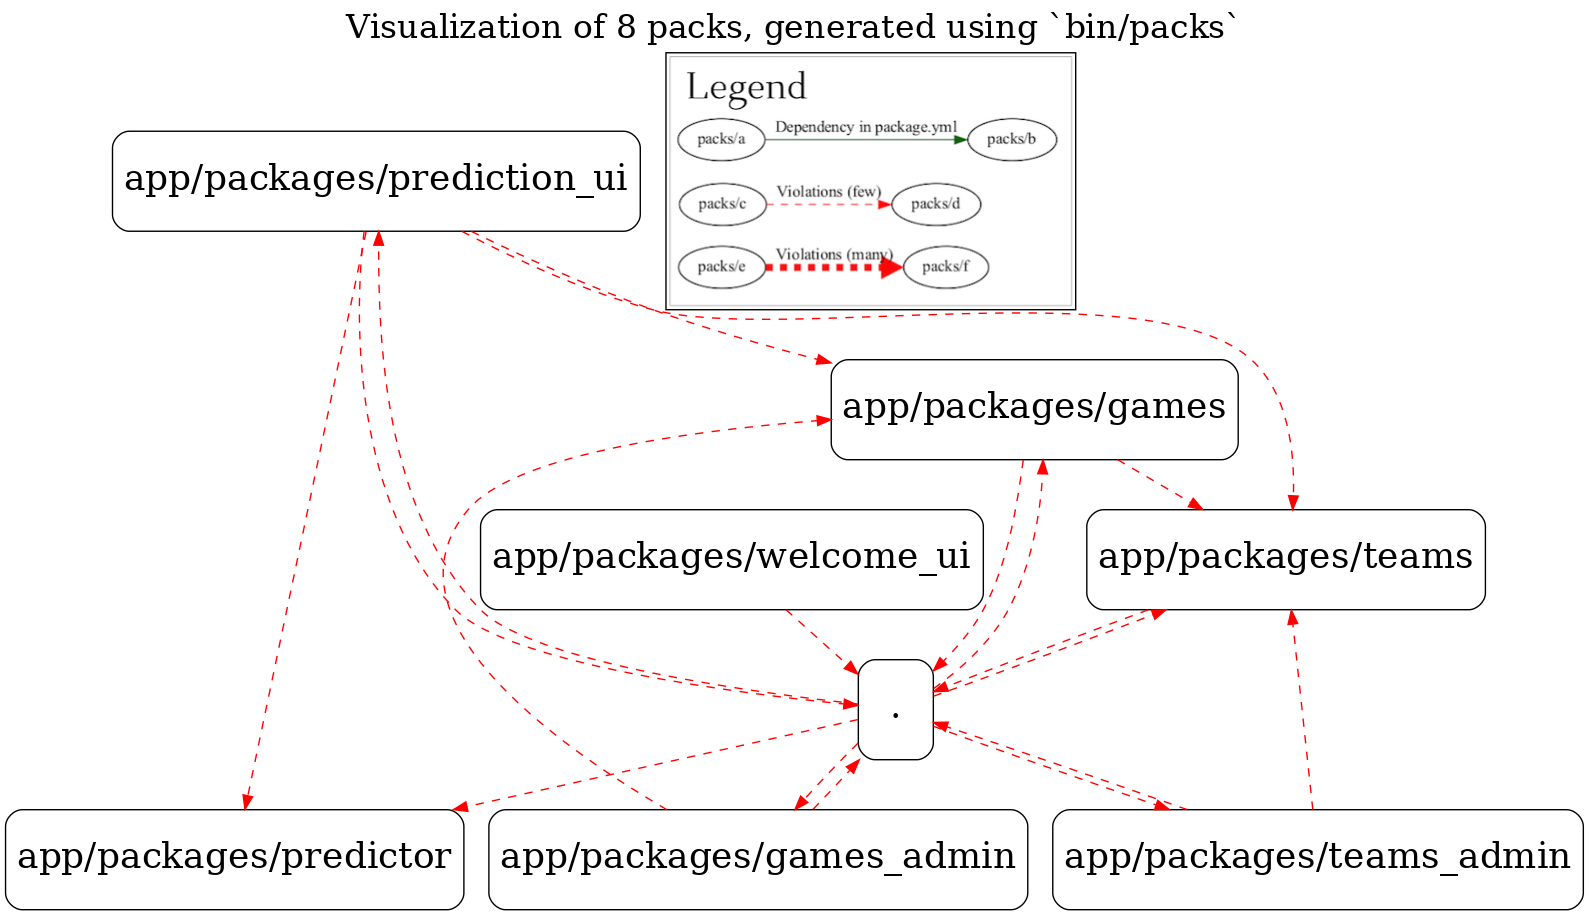 Visualization of 8 packs, generated using `bin/packs`
Legend
packs/a
Dependency in package.yml
packs/b
packs/c
Violations (few)
packs/d
packs/e
Violations (many)
packs/f
app/packages/prediction_ui
app/packages/games
app/packages/welcome_ui
app/packages/teams
.
app/packages/predictor
app/packages/games_admin
app/packages/teams_admin